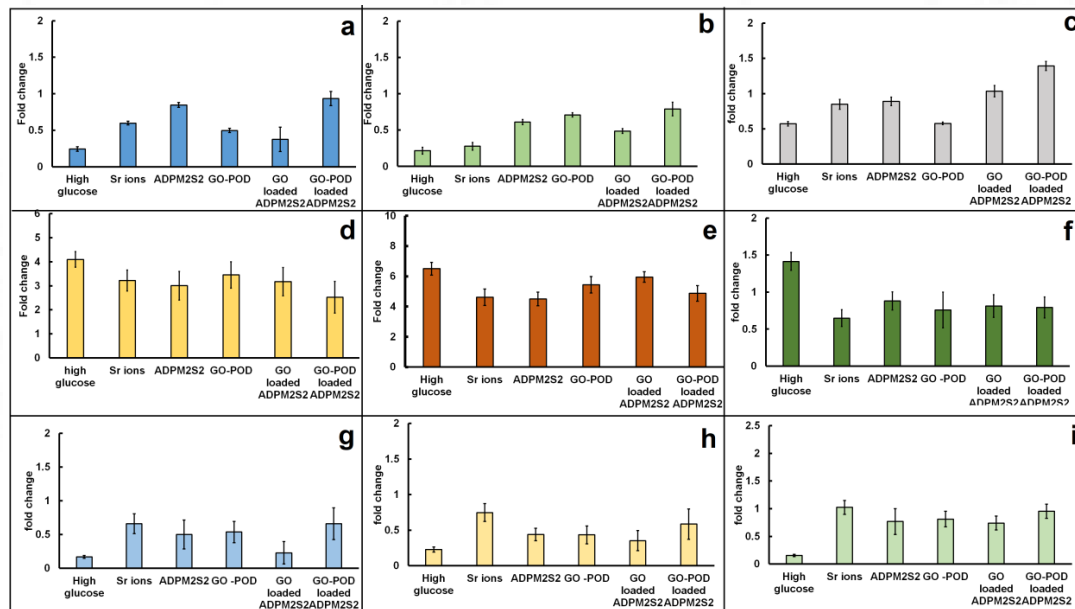 a
Fold change
2
1.5
1
0.5
0
High glucose
Sr ions
ADPM2S2
GO-POD
GO loaded ADPM2S2
GO-POD loaded ADPM2S2
b
Fold change
2
1.5
1
0.5
0
High glucose
Sr ions
ADPM2S2
GO-POD
GO loaded ADPM2S2
GO-POD loaded ADPM2S2
c
fold change
2
1.5
1
0.5
0
High glucose
Sr ions
ADPM2S2
GO-POD
GO loaded ADPM2S2
GO-POD loaded ADPM2S2
d
Fold change
6
5
4
3
2
1
0
high glucose
Sr ions
ADPM2S2
GO-POD
GO loaded ADPM2S2
GO-POD loaded ADPM2S2
e
Fold change
10
8
6
4
2
0
High glucose
Sr ions
ADPM2S2
GO-POD
GO loaded ADPM2S2
GO-POD loaded ADPM2S2
f
fold change
2
1.5
1
0.5
0
High glucose
Sr ions
ADPM2S2
GO -POD
GO loaded ADPM2S2
GO-POD loaded ADPM2S2
g
fold change
2
1.5
1
0.5
0
High glucose
Sr ions
ADPM2S2
GO -POD
GO loaded ADPM2S2
GO-POD loaded ADPM2S2
h
fold change
2
1.5
1
0.5
0
High glucose
Sr ions
ADPM2S2
GO -POD
GO loaded ADPM2S2
GO-POD loaded ADPM2S2
i
fold change
2.5
2
1.5
1
0.5
0
High glucose
Sr ions
ADPM2S2
GO -POD
GO loaded ADPM2S2
GO-POD loaded ADPM2S2